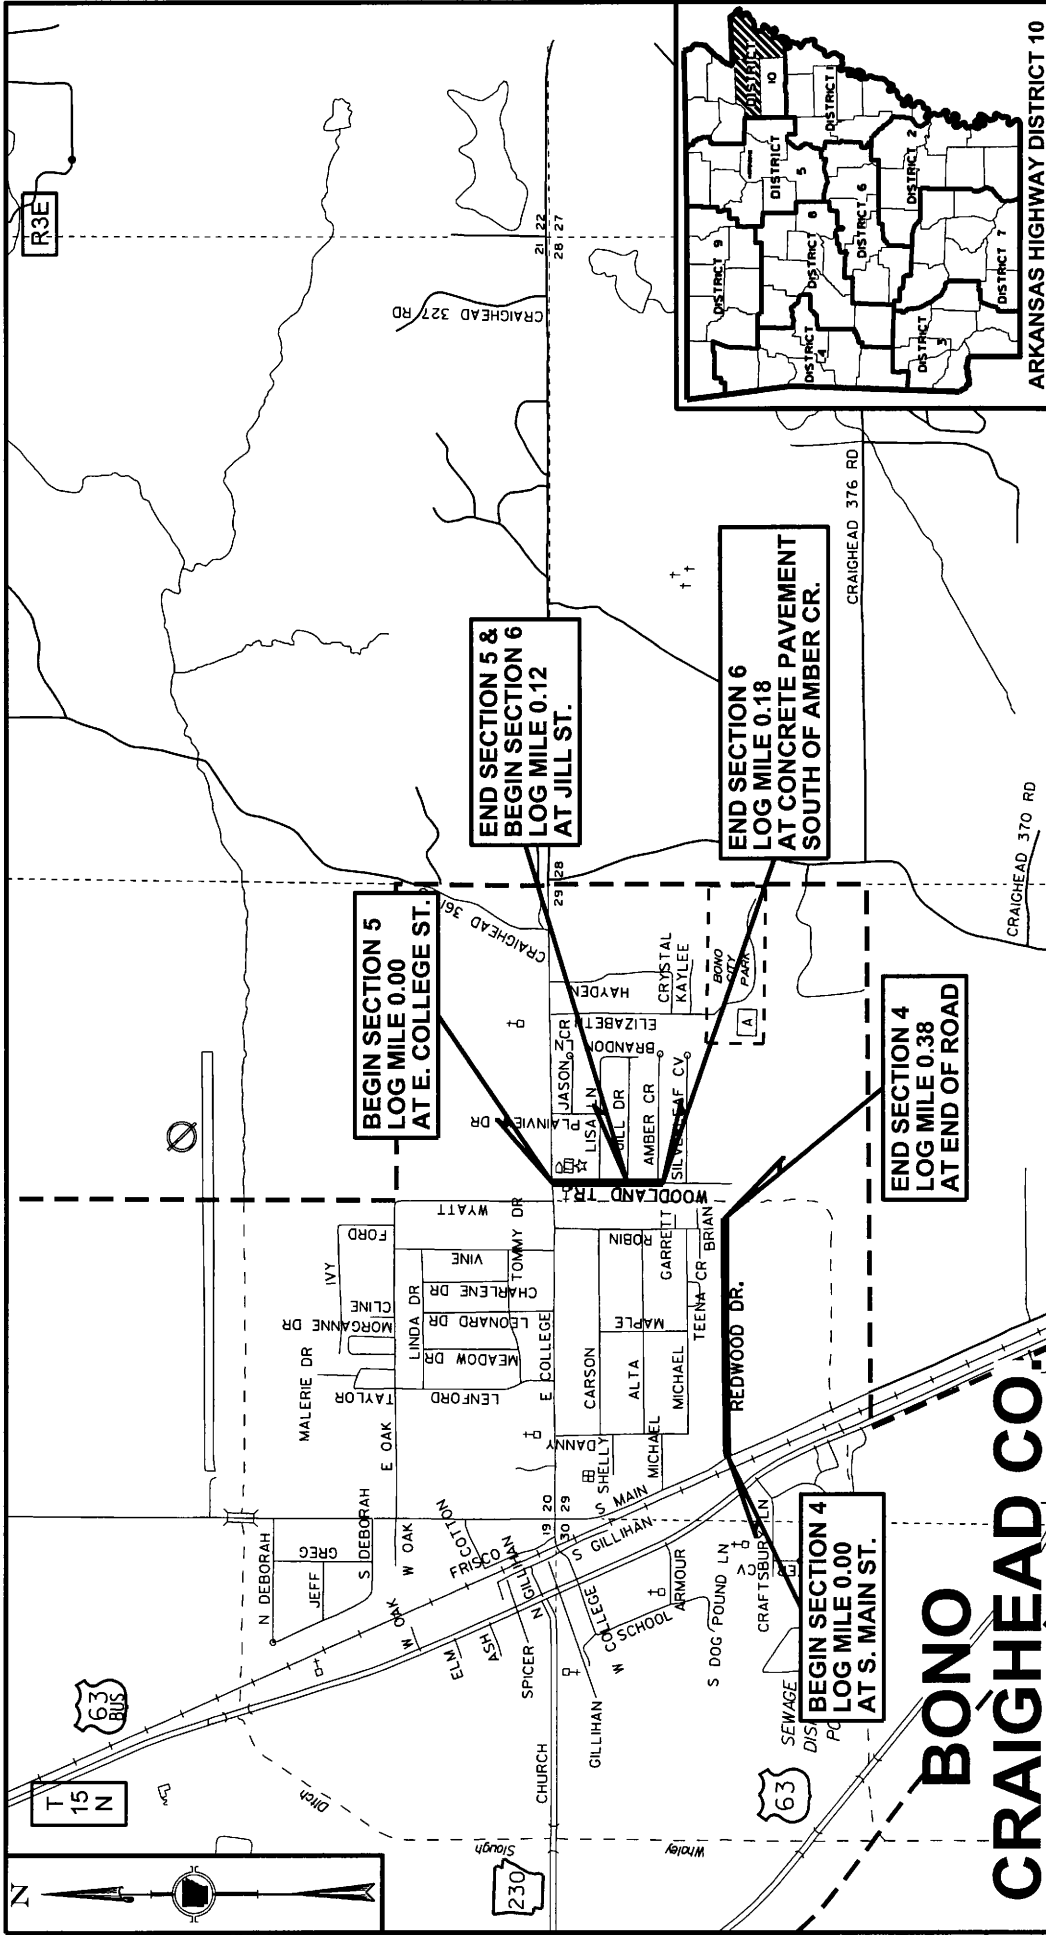 N
T
15
N
R3E
63
BUS
230
63
BEGIN SECTION 5
LOG MILE 0.00
AT E. COLLEGE ST.
END SECTION 5 &
BEGIN SECTION 6
LOG MILE 0.12
AT JILL ST.
END SECTION 6
LOG MILE 0.18
AT CONCRETE PAVEMENT
SOUTH OF AMBER CR.
END SECTION 4
LOG MILE 0.38
AT END OF ROAD
BEGIN SECTION 4
LOG MILE 0.00
AT S. MAIN ST.
BONO
CRAIGHEAD CO.
Ditch
Slough
Whaley
CHURCH
GILLIHAN
SPICER
ELM
ASH
W OAK
W OAK
N DEBORAH
GREG
JEFF
S DEBORAH
COTTON
FRISCO
N GILLIHAN
W COLLEGE
SCHOOL
ARMOUR
S DOG POUND LN
CRAFTSBURY LN
CV
SEWAGE
S GILLIHAN
S MAIN
19 20
30 29
E OAK
MALERIE DR
TAYLOR
MORGANNE DR
CLINE
IVY
FORD
LINDA DR
LENFORD
MEADOW DR
LEONARD DR
CHARLENE DR
VINE
TOMMY DR
WYATT
E COLLEGE
DANNY
SHELLY
MICHAEL
CARSON
ALTA
MICHAEL
MAPLE
ROBIN
GARRETT
TEENA CR
BRIAN
REDWOOD DR.
WOODLAND TR.
PLAINVIEW DR
JASON CR
LN
LISA LN
JILL DR
AMBER CR
SILVERLEAF CV
BRANDON
ELIZABETH
HAYDEN
CRYSTAL
KAYLEE
BONO
CITY
PARK
A
CRAIGHEAD 361
29 28
CRAIGHEAD 327 RD
21 22
28 27
CRAIGHEAD 376 RD
CRAIGHEAD 370 RD
DISTRICT 9
DISTRICT
5
DISTRICT
10
DISTRICT 1
DISTRICT
4
DISTRICT 8
DISTRICT 6
DISTRICT 2
DISTRICT
3
DISTRICT 7
ARKANSAS HIGHWAY DISTRICT 10